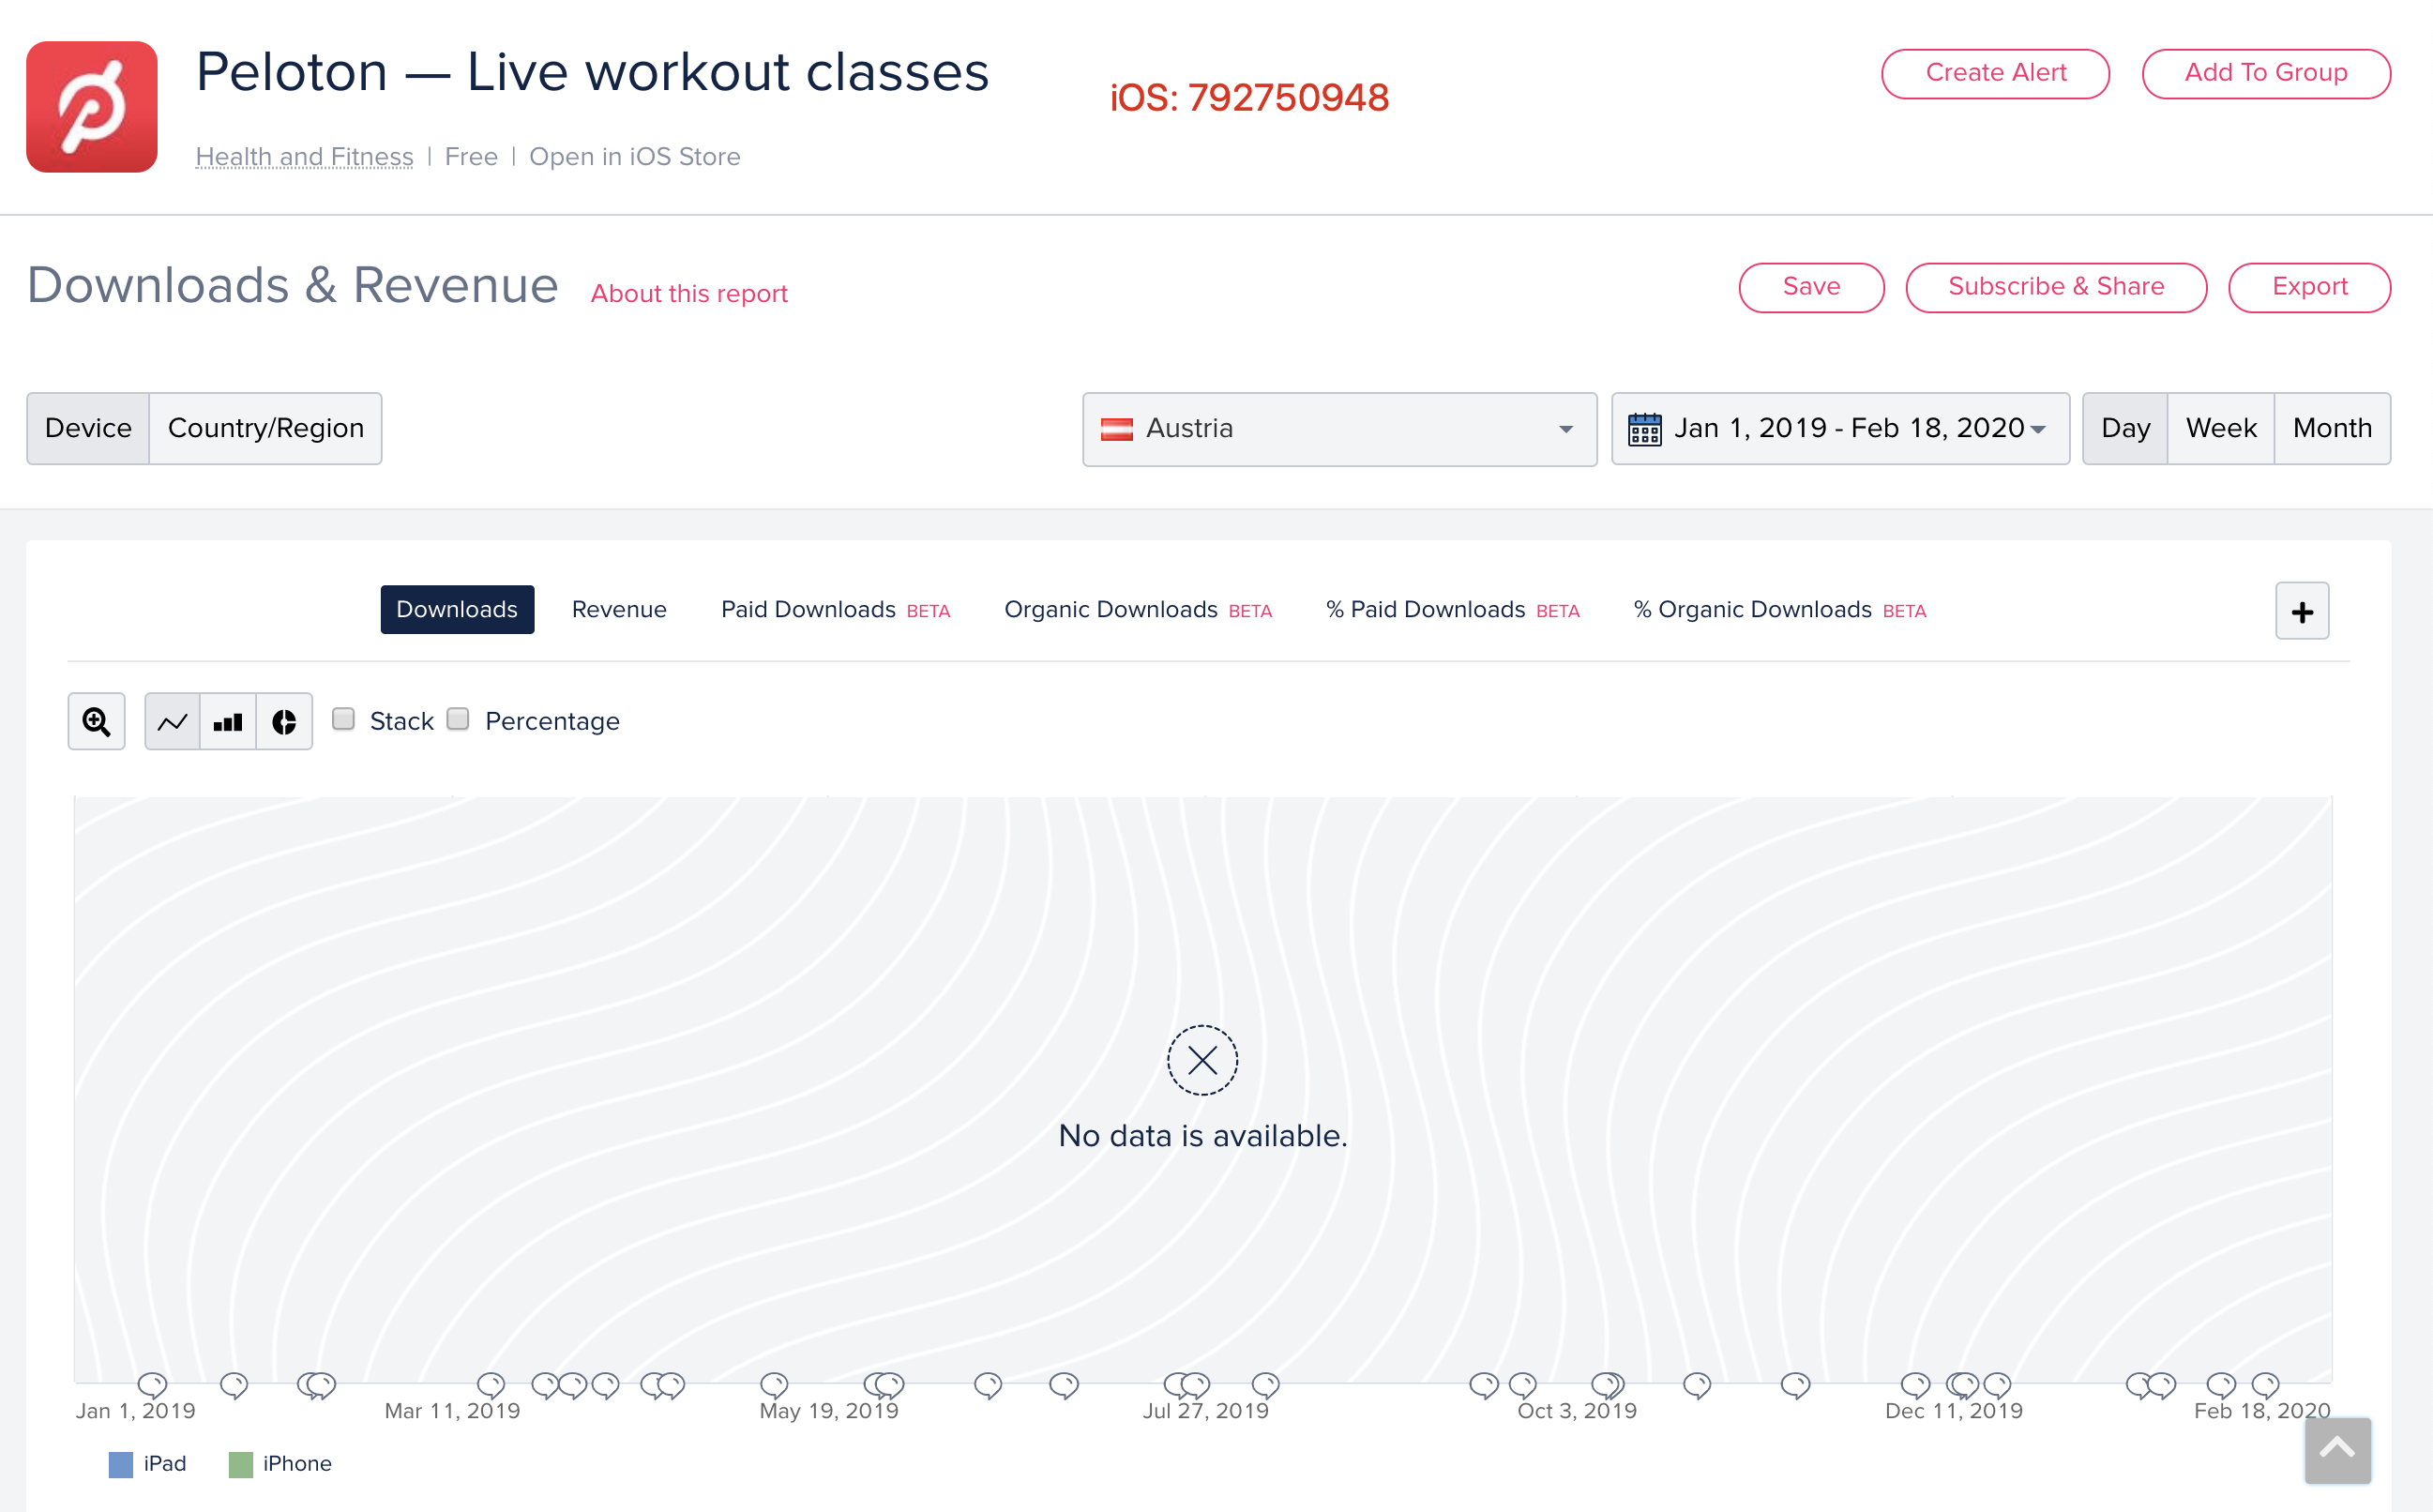 Peloton — Live workout classes
iOS: 792750948
Create Alert
Add To Group
Health and Fitness | Free | Open in iOS Store
Downloads & Revenue
About this report
Save
Subscribe & Share
Export
Device
Country/Region
Austria
Jan 1, 2019 - Feb 18, 2020
Day
Week
Month
Downloads
Revenue
Paid Downloads BETA
Organic Downloads BETA
% Paid Downloads BETA
% Organic Downloads BETA
+
Stack
Percentage
No data is available.
Jan 1, 2019
Mar 11, 2019
May 19, 2019
Jul 27, 2019
Oct 3, 2019
Dec 11, 2019
Feb 18, 2020
iPad
iPhone